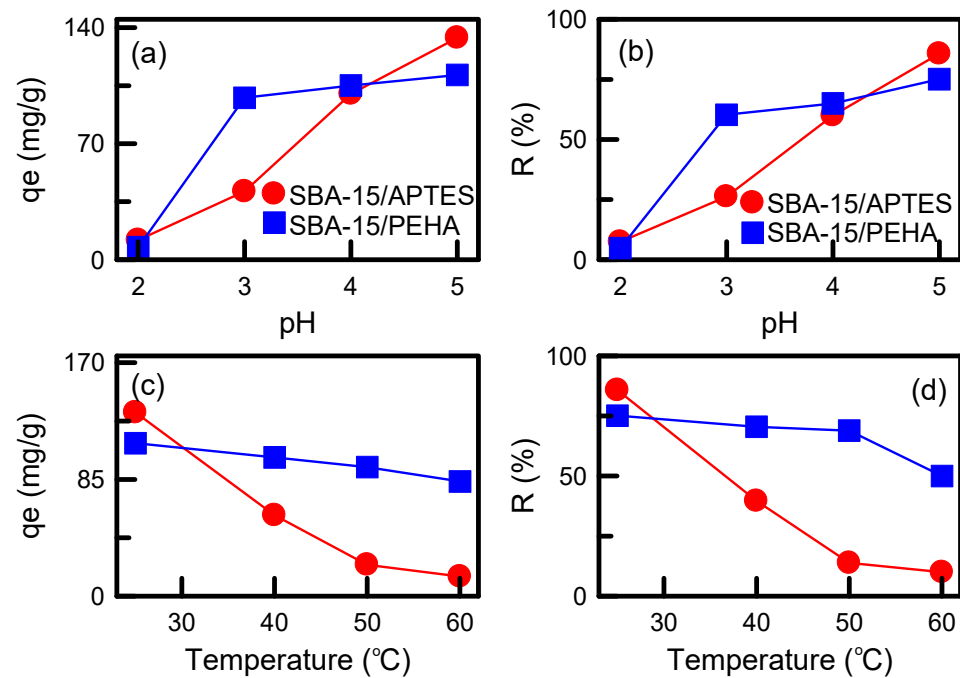 140
70
0
qe (mg/g)
(a)
SBA-15/APTES
SBA-15/PEHA
2 3 4 5
pH
100
50
0
R (%)
(b)
SBA-15/APTES
SBA-15/PEHA
2 3 4 5
pH
170
85
0
qe (mg/g)
(c)
30 40 50 60
Temperature (℃)
100
50
0
R (%)
(d)
30 40 50 60
Temperature (℃)